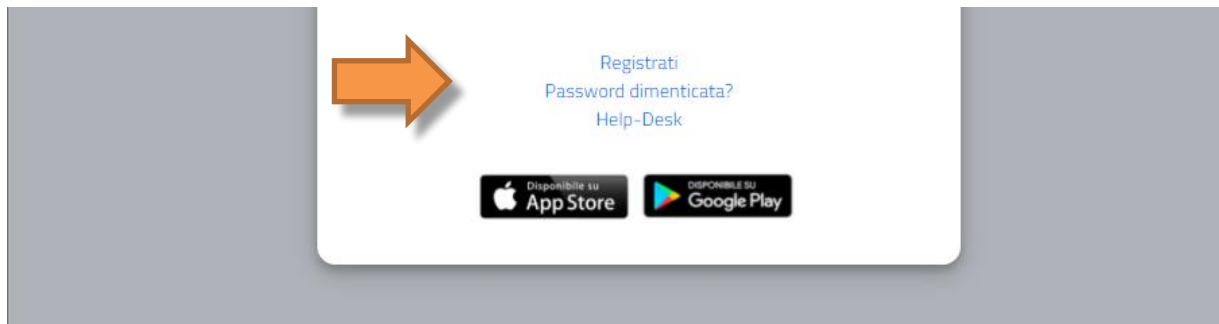 Registrati
Password dimenticata?
Help-Desk
Disponibile su
App Store
DISPONIBILE SU
Google Play